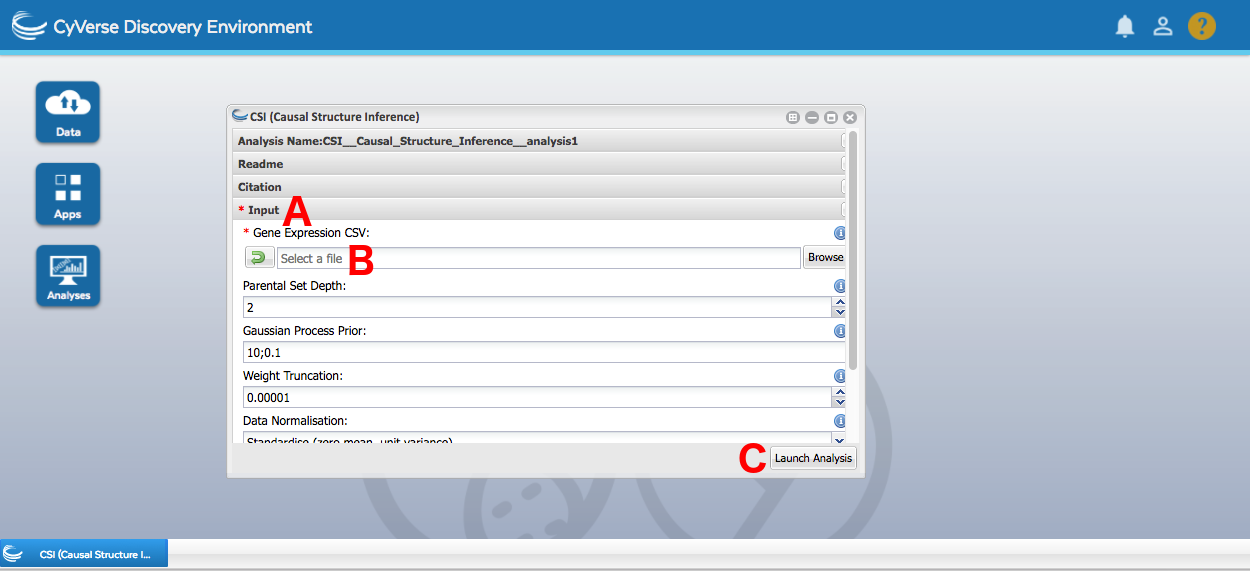 CyVerse Discovery Environment
?
Data
Apps
Analyses
CSI (Causal Structure Inference)
Analysis Name:CSI__Causal_Structure_Inference__analysis1
Readme
Citation
* Input A
* Gene Expression CSV:
Select a file B Browse
Parental Set Depth:
2
Gaussian Process Prior:
10;0.1
Weight Truncation:
0.00001
Data Normalisation:
Standardise (zero mean, unit variance)
C Launch Analysis
CSI (Causal Structure I...